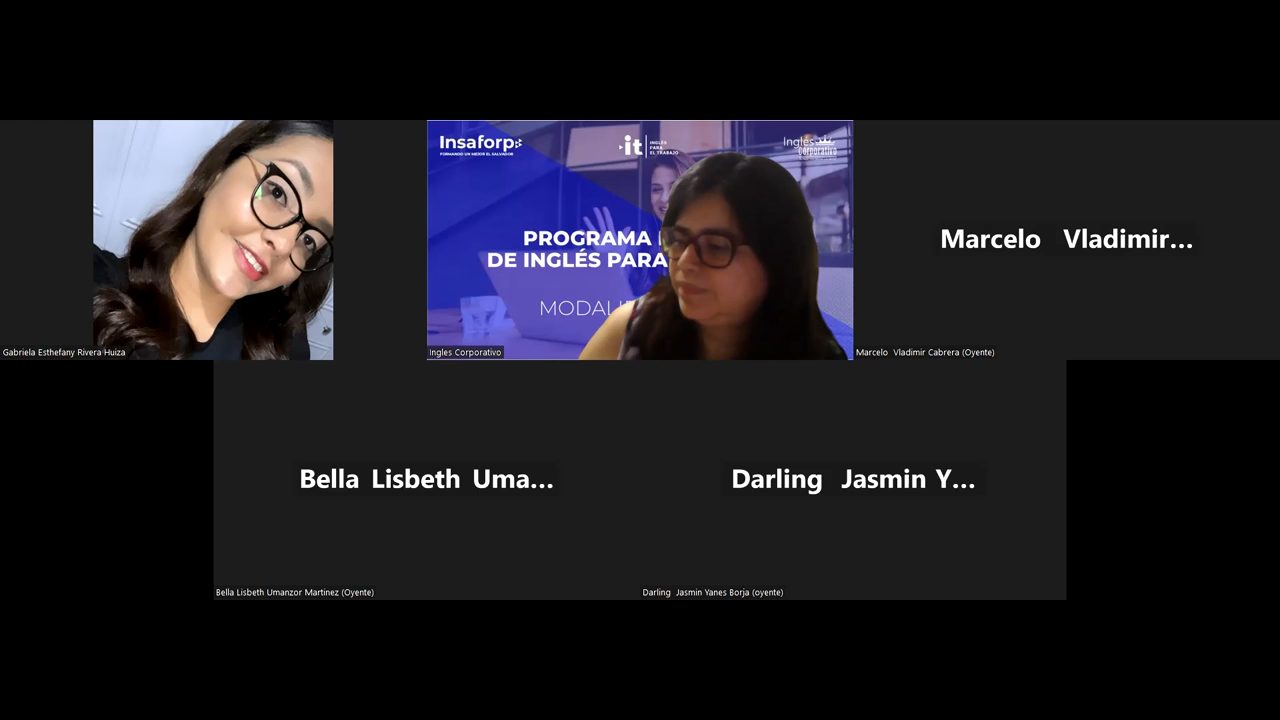 Insaforp
FORMANDO UN MEJOR EL SALVADOR
it
INGLÉS
PARA
EL TRABAJO
Inglés
corporativo
PROGRAMA
DE INGLÉS PARA
Gabriela Esthefany Rivera Huiza
Ingles Corporativo
Marcelo Vladimir...
Marcelo Vladimir Cabrera (Oyente)
Bella Lisbeth Uma...
Bella Lisbeth Umanzor Martinez (Oyente)
Darling Jasmin Y...
Darling Jasmin Yanes Borja (oyente)